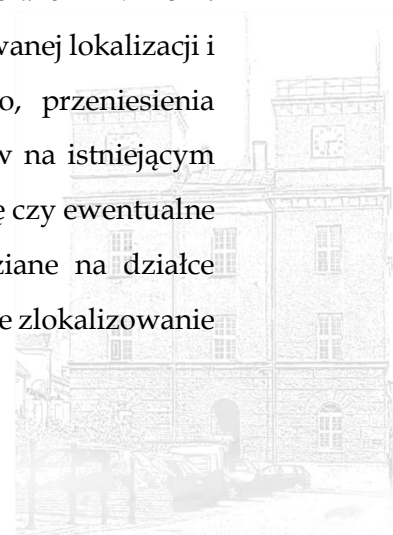 wanej lokalizacji i
o, przeniesienia
w na istniejącym
ę czy ewentualne
ziane na działce
e zlokalizowanie